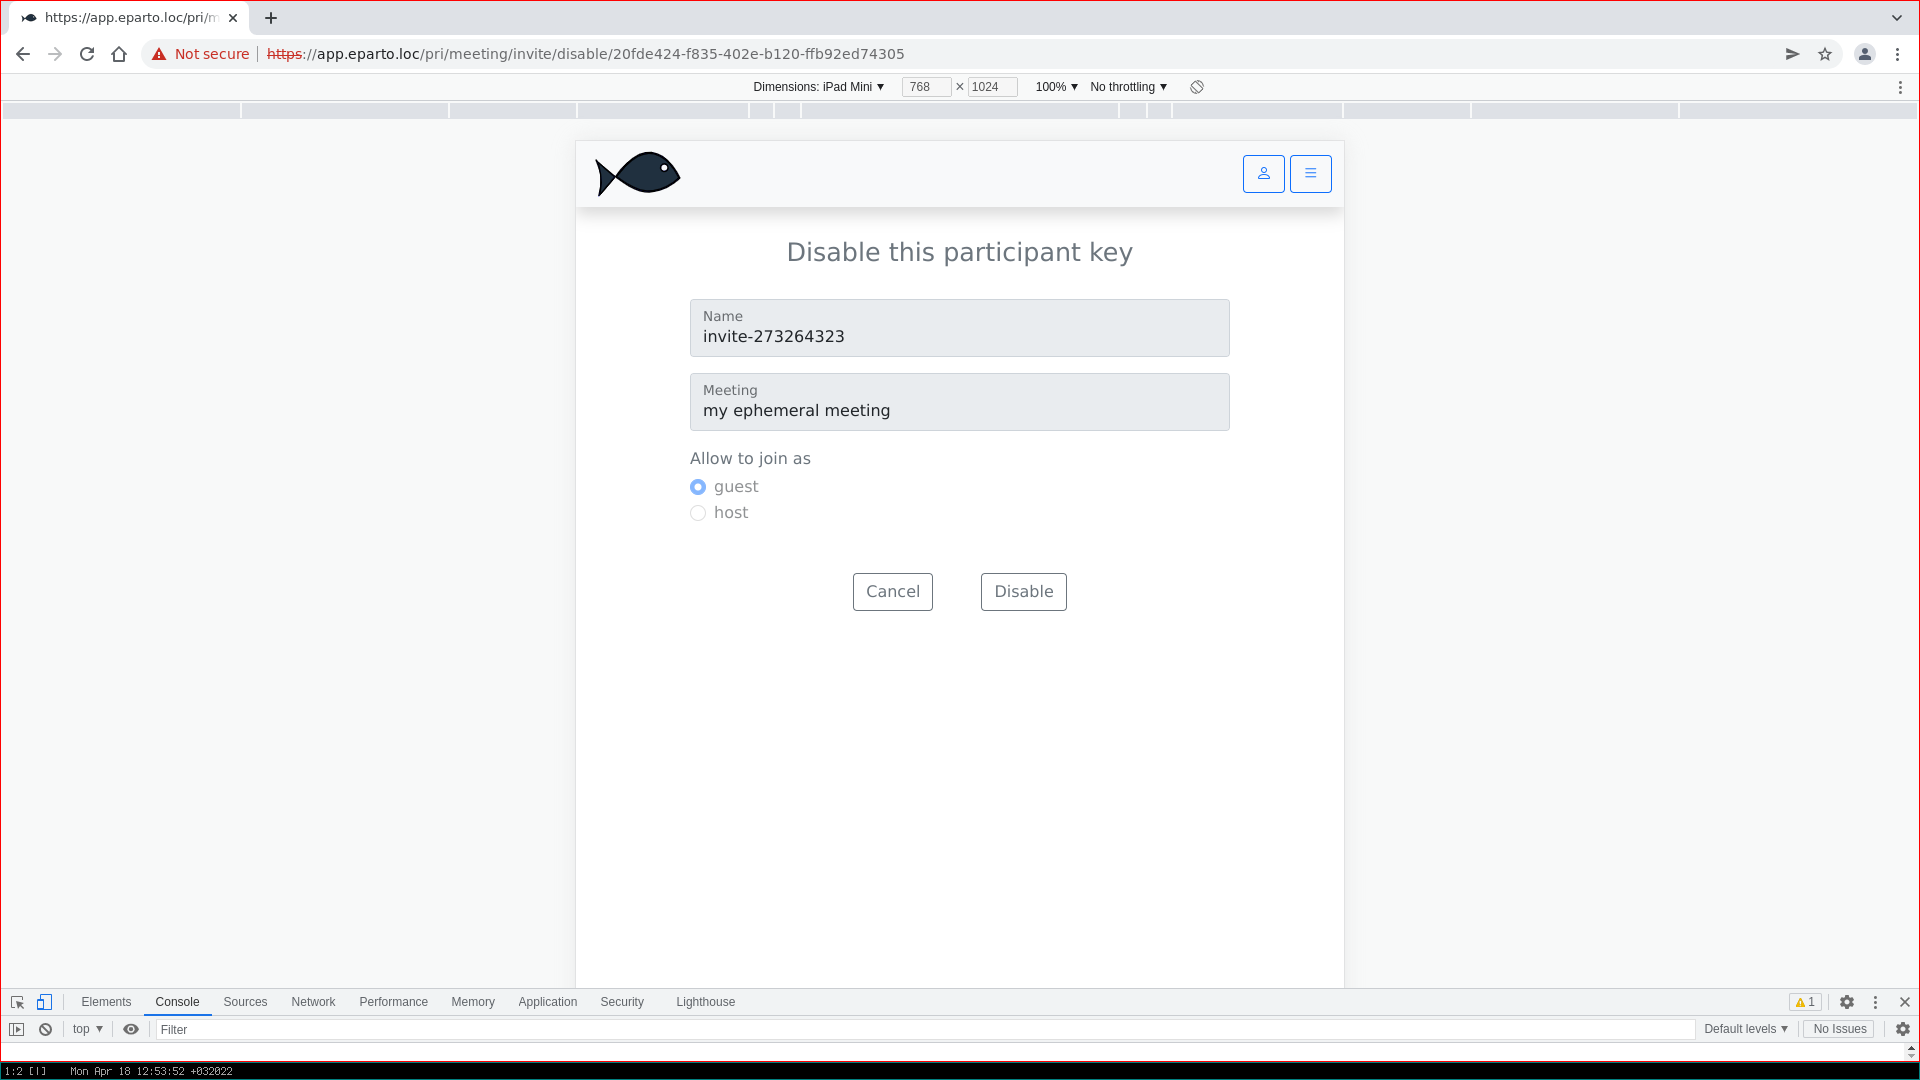 https://app.eparto.loc/pri/m
Not secure
https://app.eparto.loc/pri/meeting/invite/disable/20fde424-f835-402e-b120-ffb92ed74305
Dimensions: iPad Mini ▼ 768 × 1024 100% ▼ No throttling ▼
Disable this participant key
Name
invite-273264323
Meeting
my ephemeral meeting
Allow to join as
guest
host
Cancel Disable
Elements Console Sources Network Performance Memory Application Security Lighthouse 1
top ▼ Filter Default levels ▼ No Issues
1:2 [|] Mon Apr 18 12:53:52 +032022